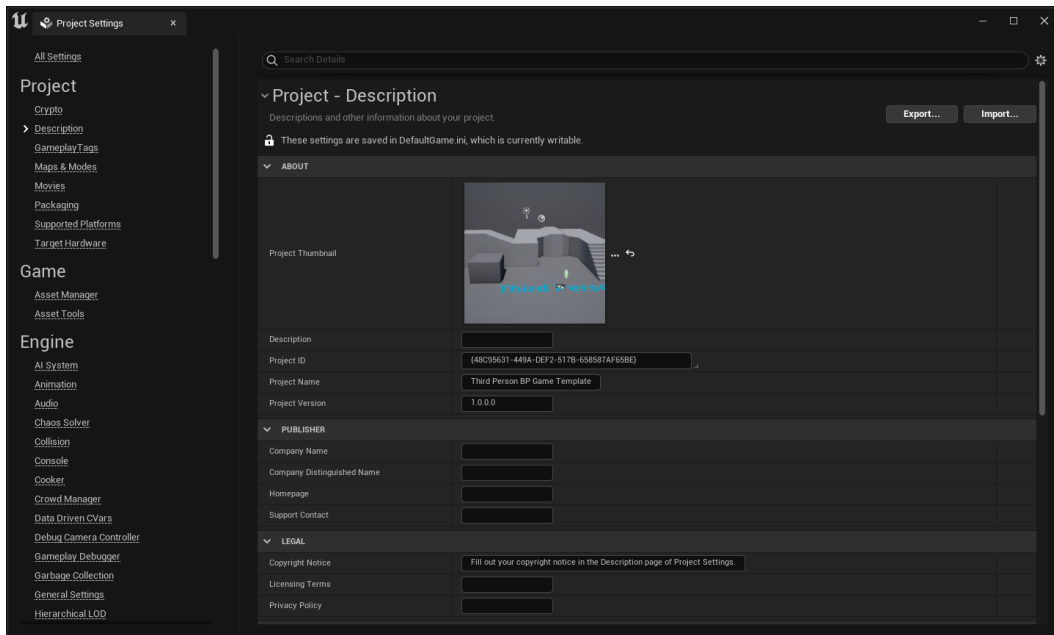 Project Settings
All Settings
Project
Crypto
Description
GameplayTags
Maps & Modes
Movies
Packaging
Supported Platforms
Target Hardware
Game
Asset Manager
Asset Tools
Engine
AI System
Animation
Audio
Chaos Solver
Collision
Console
Cooker
Crowd Manager
Data Driven CVars
Debug Camera Controller
Gameplay Debugger
Garbage Collection
General Settings
Hierarchical LOD
Search Details
Project - Description
Descriptions and other information about your project.
Export...
Import...
These settings are saved in DefaultGame.ini, which is currently writable.
ABOUT
Project Thumbnail
Third
Description
Project ID {48C95631-449A-DEF2-517B-658587AF65BE}
Project Name Third Person BP Game Template
Project Version 1.0.0.0
PUBLISHER
Company Name
Company Distinguished Name
Homepage
Support Contact
LEGAL
Copyright Notice Fill out your copyright notice in the Description page of Project Settings.
Licensing Terms
Privacy Policy